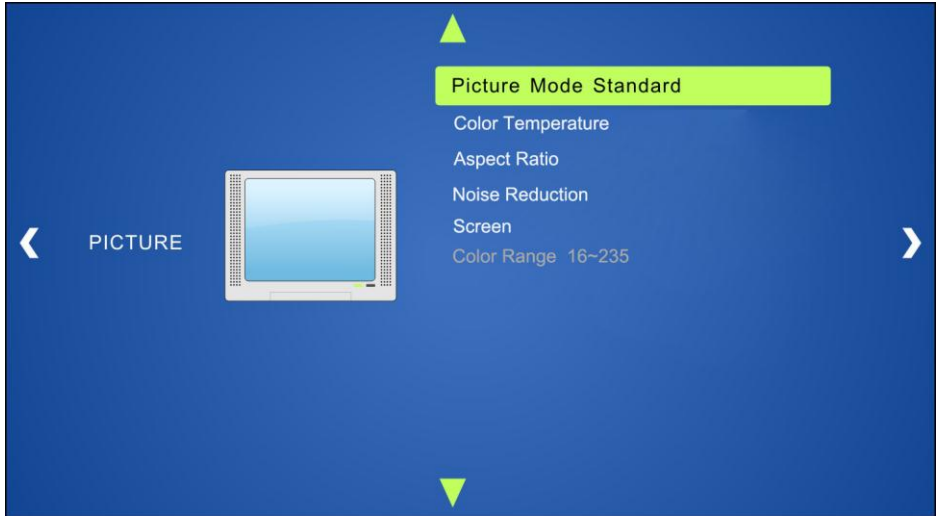 PICTURE
Picture Mode Standard
Color Temperature
Aspect Ratio
Noise Reduction
Screen
Color Range 16~235